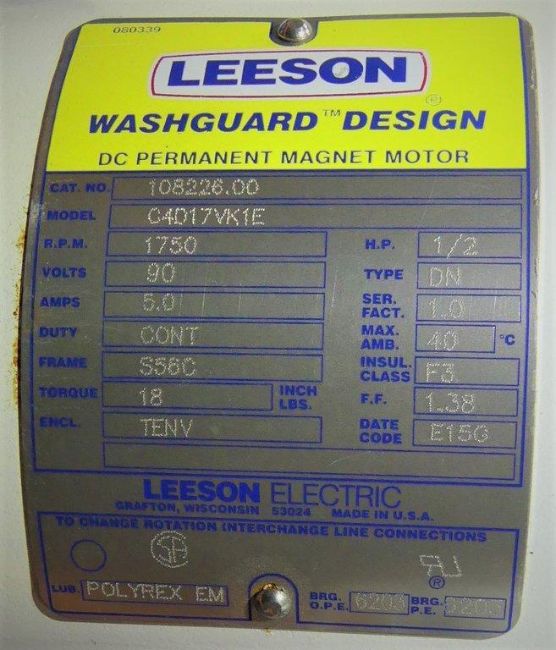 080339
LEESON
®
WASHGUARD™ DESIGN
DC PERMANENT MAGNET MOTOR
CAT. NO. 108226.00
MODEL C4D17VK1E
R.P.M. 1750 H.P. 1/2
VOLTS 90 TYPE DN
AMPS 5.0 SER. FACT. 1.0
DUTY CONT MAX. AMB. 40 °C
FRAME S56C INSUL. CLASS F3
TORQUE 18 INCH LBS. F.F. 1.38
ENCL. TENV DATE CODE E15G
LEESON ELECTRIC
GRAFTON, WISCONSIN 53024 MADE IN U.S.A.
TO CHANGE ROTATION INTERCHANGE LINE CONNECTIONS
SA
®
LUB. POLYREX EM BRG. O.P.E. 6203 BRG. P.E.